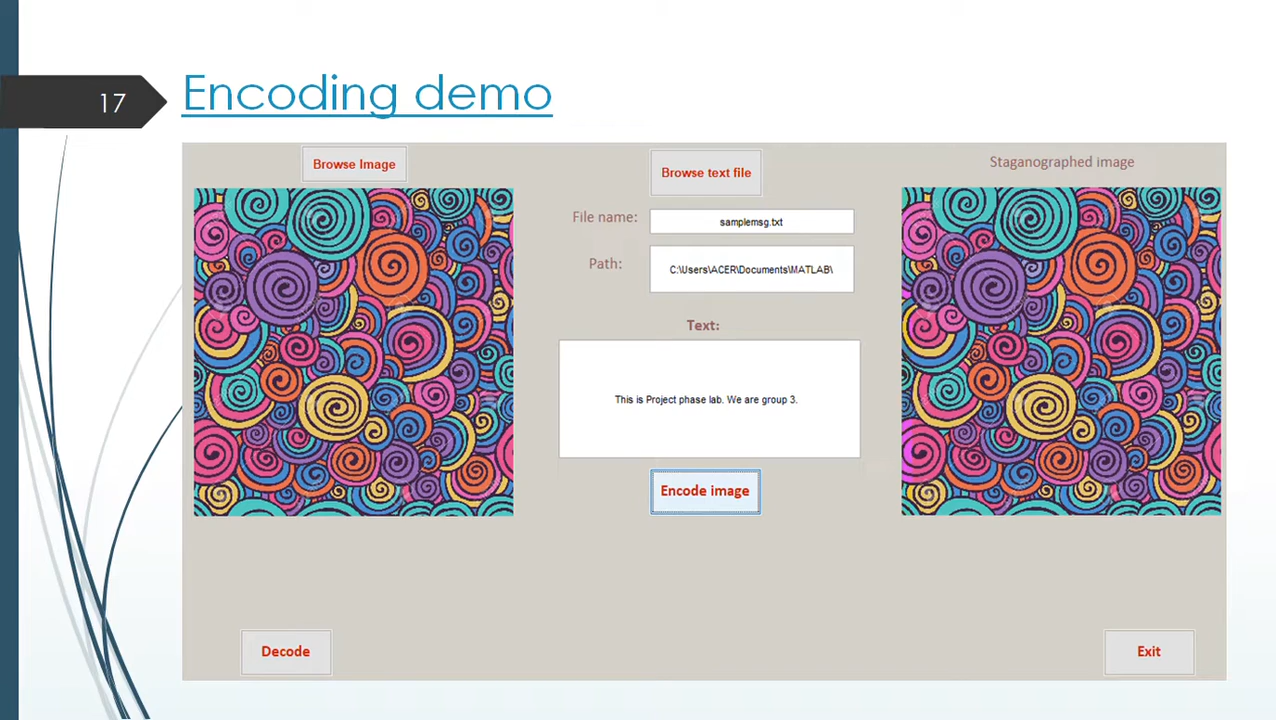 17
Encoding demo
Browse Image
Browse text file
Staganographed image
File name:
samplemsg.txt
Path:
C:\Users\ACER\Documents\MATLAB\
Text:
This is Project phase lab. We are group 3.
Encode image
Decode
Exit